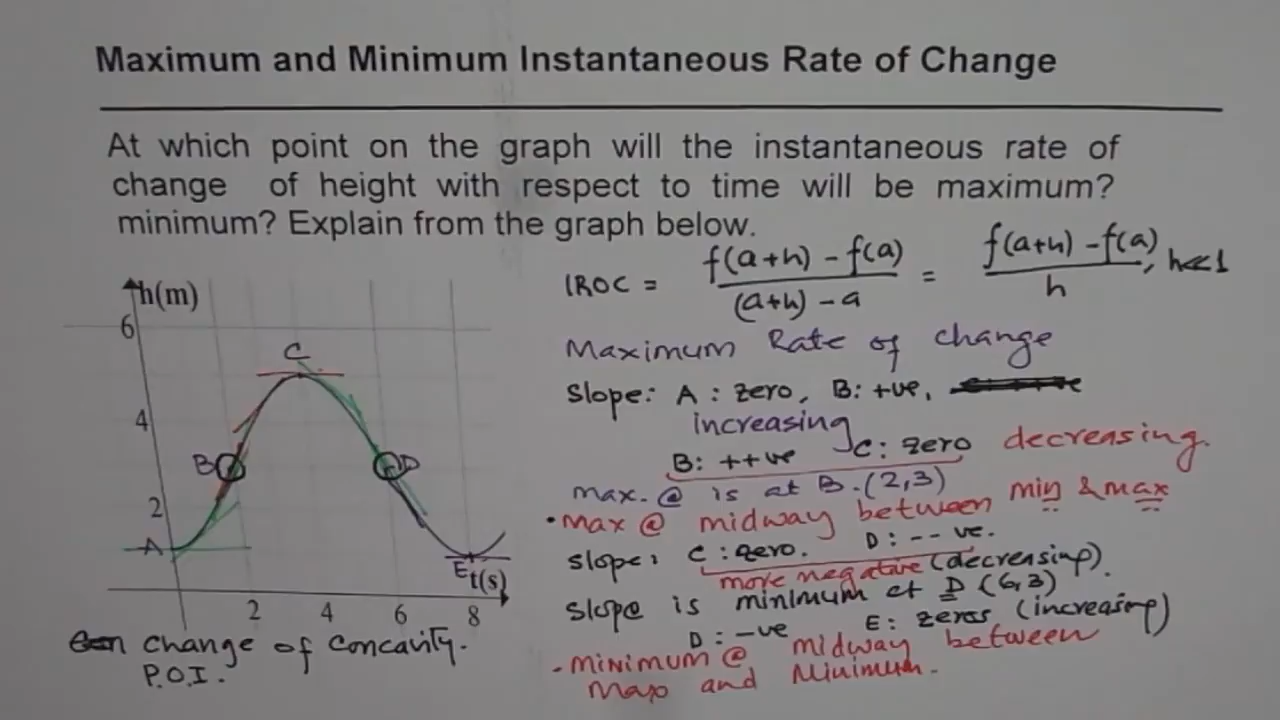 Maximum and Minimum Instantaneous Rate of Change
At which point on the graph will the instantaneous rate of
change of height with respect to time will be maximum?
minimum? Explain from the graph below.
IROC = f(a+h) - f(a) / (a+h) - a = f(a+h) - f(a) / h, h<<1
h(m)
6
4
2
A
B
C
D
E
t(s)
2 4 6 8
change of concavity.
P.O.I.
Maximum Rate of change
Slope: A : zero, B: +ve,
increasing
B: ++ve C: zero decreasing.
max. @ is at B. (2,3)
• max @ midway between min & max
slope: C : zero. D : -- ve.
more negative (decreasing).
Slope is minimum at D (6,3)
D : -ve E : zeros (increasing)
- Minimum @ midway between
Max and Minimum.